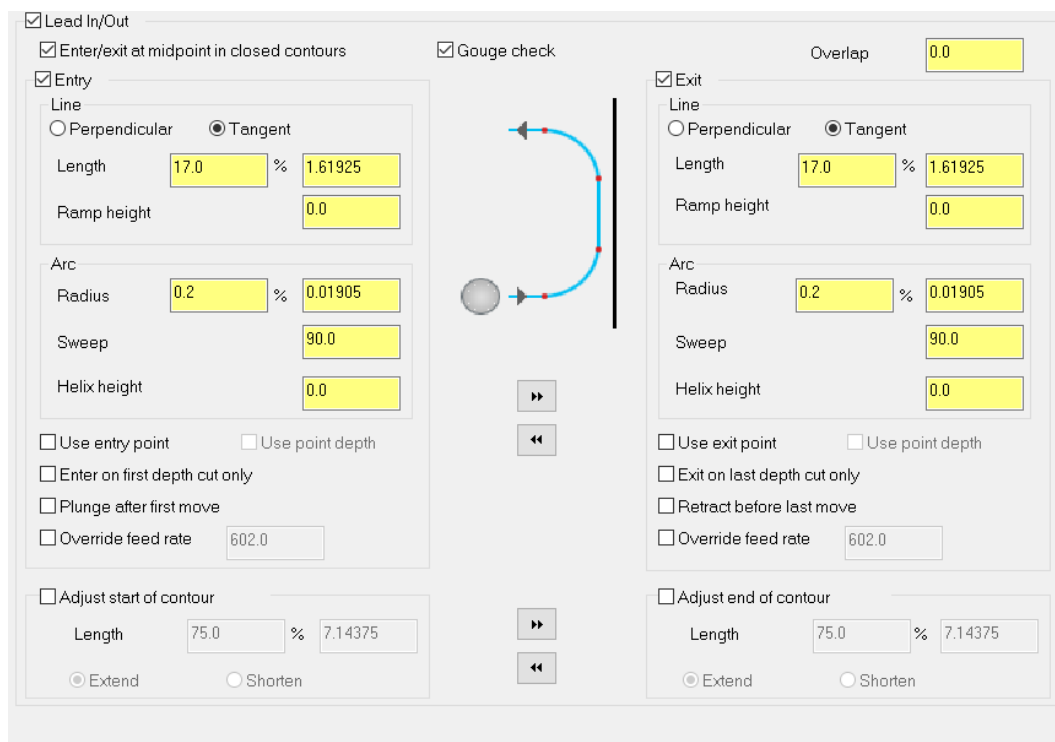 Lead In/Out
Enter/exit at midpoint in closed contours Gouge check Overlap 0.0
Entry Exit
Line Line
Perpendicular Tangent Perpendicular Tangent
Length 17.0 % 1.61925 Length 17.0 % 1.61925
Ramp height 0.0 Ramp height 0.0
Arc Arc
Radius 0.2 % 0.01905 Radius 0.2 % 0.01905
Sweep 90.0 Sweep 90.0
Helix height 0.0 Helix height 0.0
Use entry point Use point depth Use exit point Use point depth
Enter on first depth cut only Exit on last depth cut only
Plunge after first move Retract before last move
Override feed rate 602.0 Override feed rate 602.0
Adjust start of contour Adjust end of contour
Length 75.0 % 7.14375 Length 75.0 % 7.14375
Extend Shorten Extend Shorten